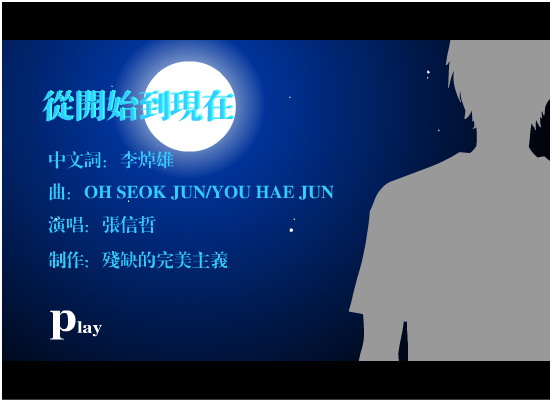 從開始到現在
中文詞：李焯雄
曲：OH SEOK JUN/YOU HAE JUN
演唱：張信哲
制作：殘缺的完美主義
play